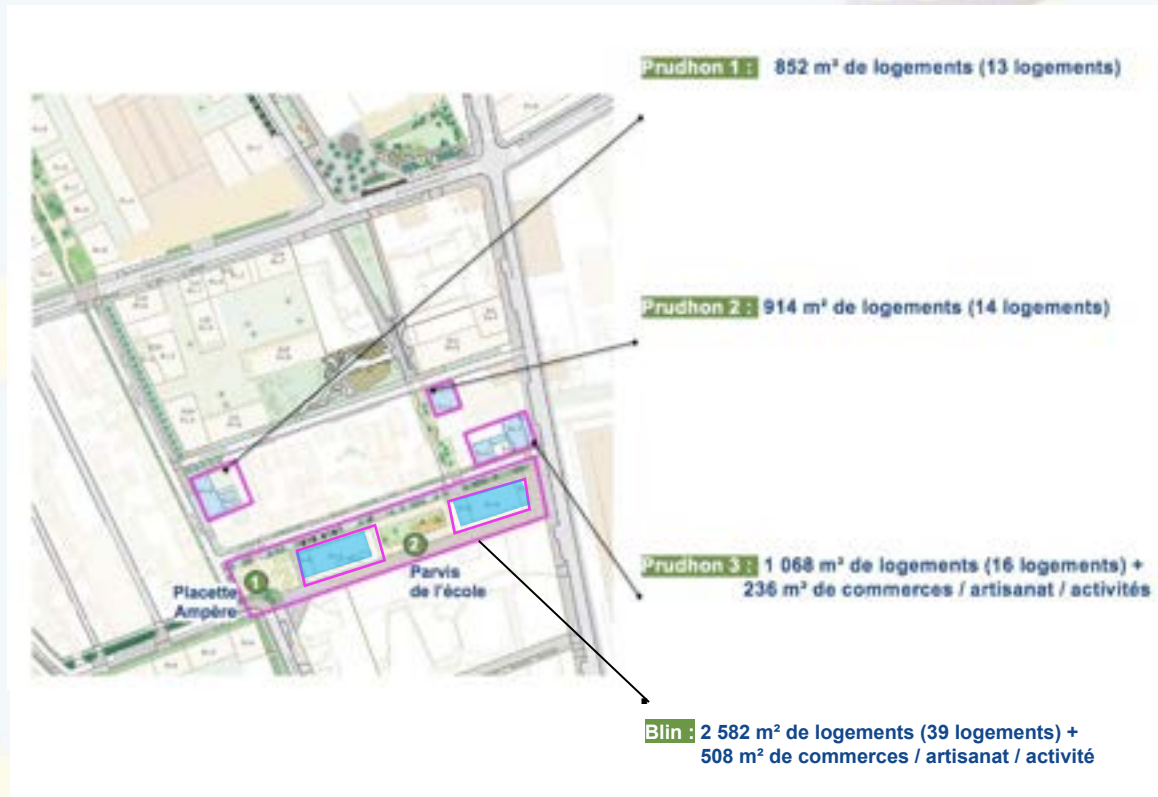 Prudhon 1 : 852 m² de logements (13 logements)
Prudhon 2 : 914 m² de logements (14 logements)
Prudhon 3 : 1 068 m² de logements (16 logements) +
236 m² de commerces / artisanat / activités
1
2
Placette
Ampère
Parvis
de l'école
Blin : 2 582 m² de logements (39 logements) +
508 m² de commerces / artisanat / activité